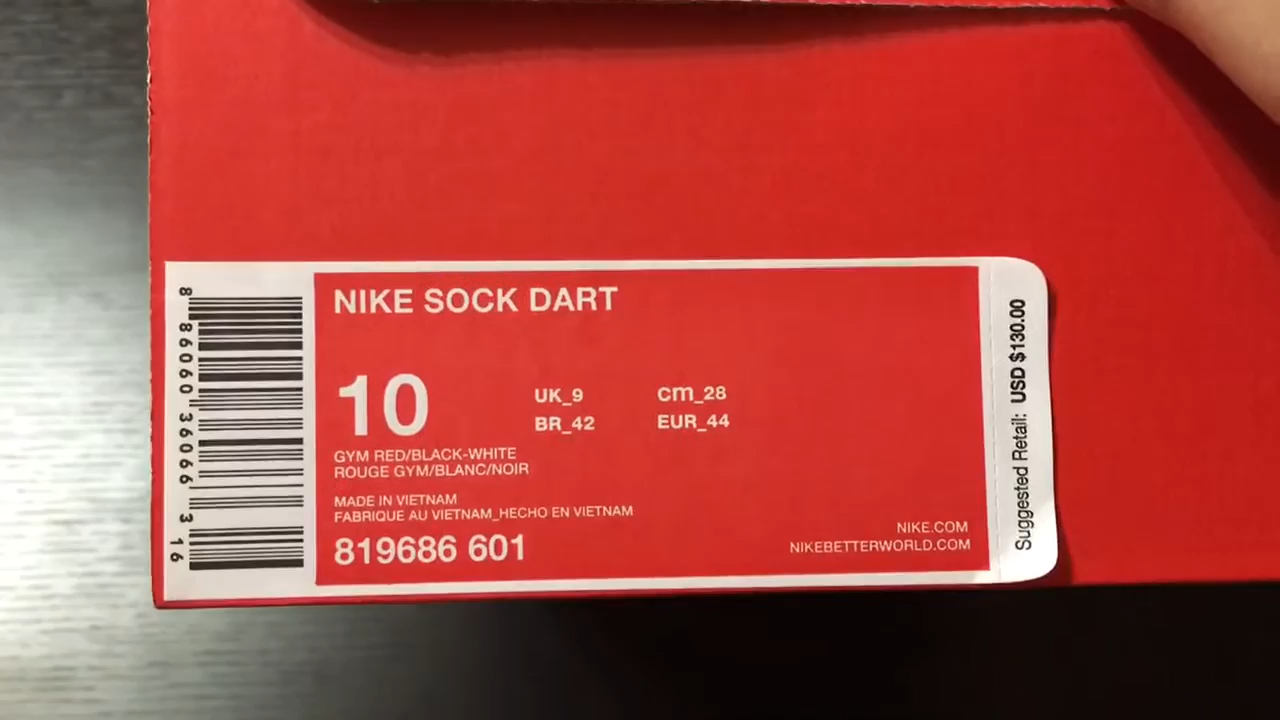 8 86060 36066 3 16
NIKE SOCK DART
10
UK_9
cm_28
BR_42
EUR_44
GYM RED/BLACK-WHITE
ROUGE GYM/BLANC/NOIR
MADE IN VIETNAM
FABRIQUE AU VIETNAM_HECHO EN VIETNAM
819686 601
NIKE.COM
NIKEBETTERWORLD.COM
Suggested Retail: USD $130.00